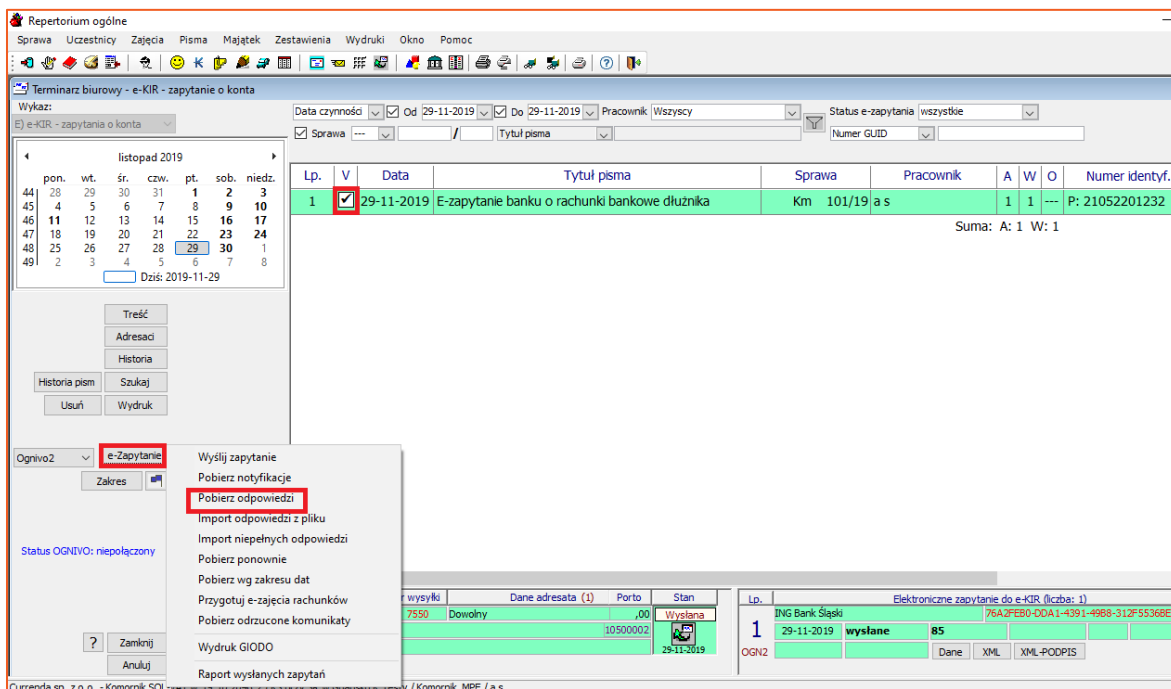 Repertorium ogólne
Sprawa Uczestnicy Zajęcia Pisma Majątek Zestawienia Wydruki Okno Pomoc
Terminarz biurowy - e-KIR - zapytanie o konta
Wykaz:
E) e-KIR - zapytania o konta
Data czynności Od 29-11-2019 Do 29-11-2019 Pracownik Wszyscy Status e-zapytania wszystkie
Sprawa --- / Tytuł pisma Numer GUID
listopad 2019
pon. wt. śr. czw. pt. sob. niedz.
44 28 29 30 31 1 2 3
45 4 5 6 7 8 9 10
46 11 12 13 14 15 16 17
47 18 19 20 21 22 23 24
48 25 26 27 28 29 30 1
49 2 3 4 5 6 7 8
Dziś: 2019-11-29
Lp. V Data Tytuł pisma Sprawa Pracownik A W O Numer identyf.
1 29-11-2019 E-zapytanie banku o rachunki bankowe dłużnika Km 101/19 a s 1 1 --- P: 21052201232
Suma: A: 1 W: 1
Treść
Adresaci
Historia
Historia pism Szukaj
Usuń Wydruk
Ognivo2 e-Zapytanie
Zakres
Status OGNIVO: niepołączony
? Zamknij
Anuluj
Wyślij zapytanie
Pobierz notyfikacje
Pobierz odpowiedzi
Import odpowiedzi z pliku
Import niepełnych odpowiedzi
Pobierz ponownie
Pobierz wg zakresu dat
Przygotuj e-zajęcia rachunków
Pobierz odrzucone komunikaty
Wydruk GIODO
Raport wysłanych zapytań
r wysyłki Dane adresata (1) Porto Stan
7550 Dowolny ,00 Wysłana
10500002
29-11-2019
Lp. Elektroniczne zapytanie do e-KIR (liczba: 1)
ING Bank Śląski 76A2FEB0-DDA1-4391-49B8-312F5536BE
1 29-11-2019 wysłane 85
OGN2 Dane XML XML-PODPIS
Currenda sp. z o.o. - Komornik SQL
/ Komornik_MPE / a s